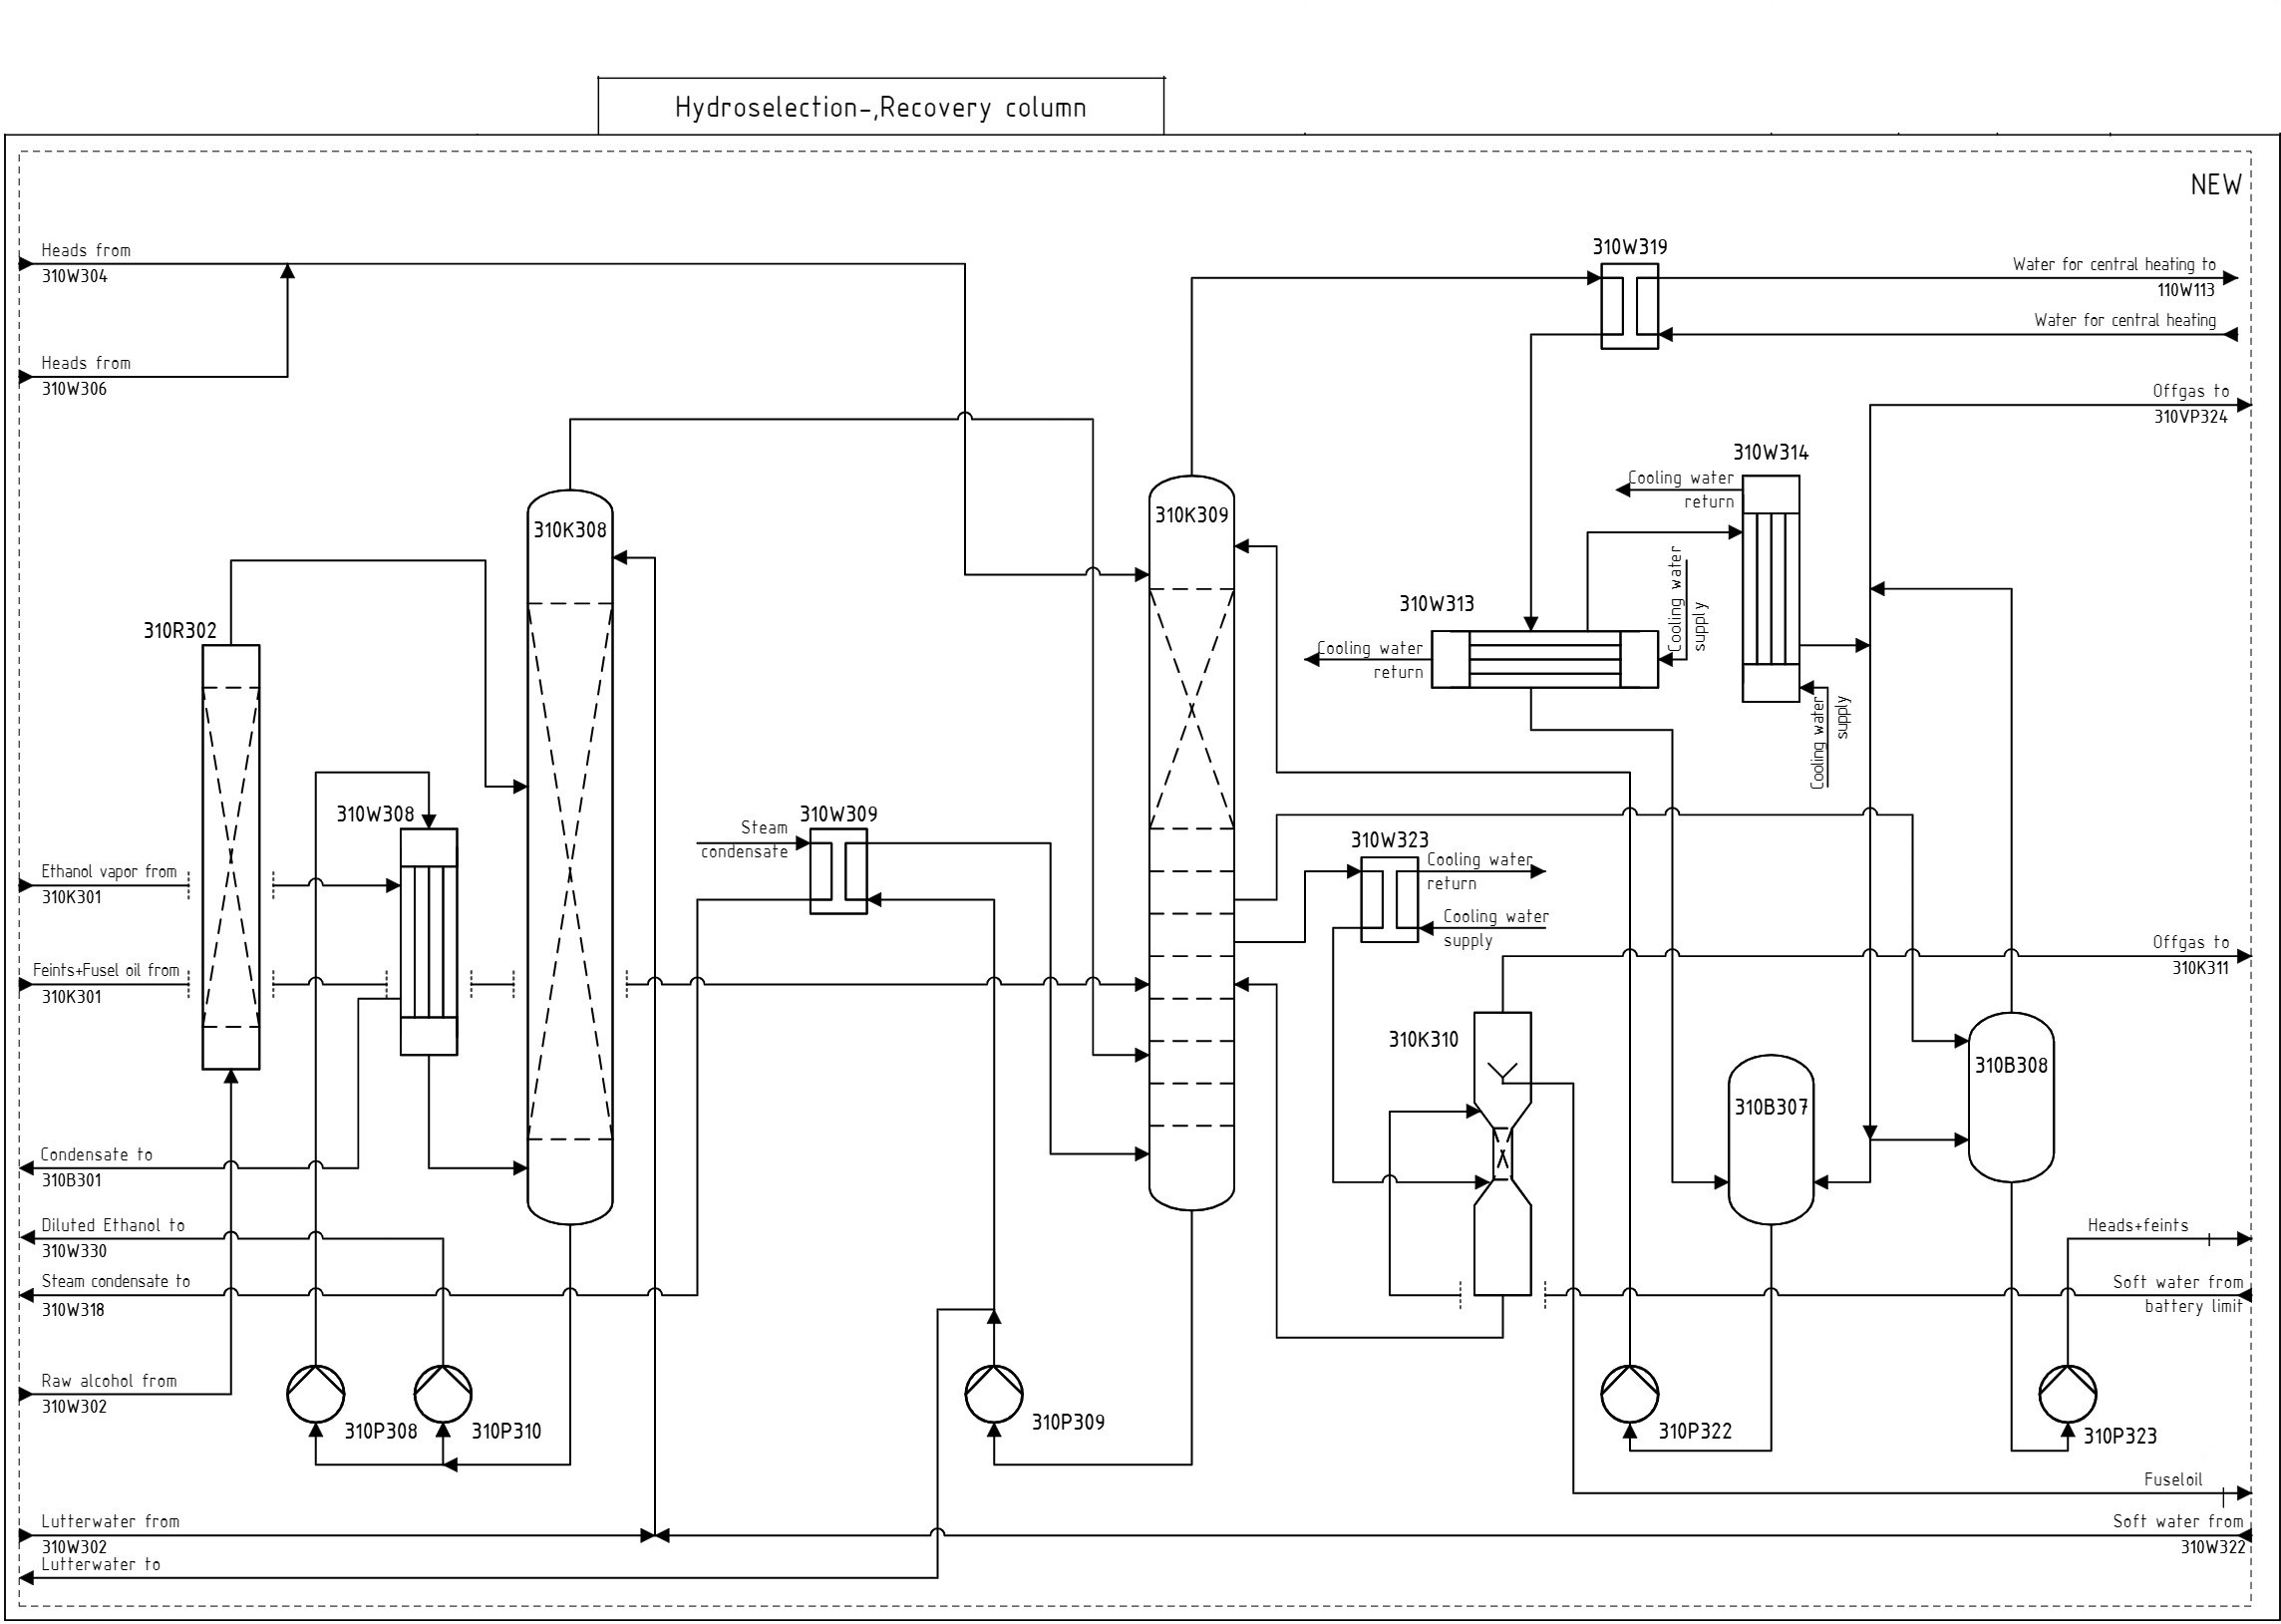 Hydroselection-,Recovery column
NEW
Heads from
310W304
Heads from
310W306
310W319
Water for central heating to
110W113
Water for central heating
Offgas to
310VP324
310W314
Cooling water
return
310K308
310K309
Cooling water
supply
310W313
Cooling water
return
310R302
Cooling water
supply
310W308
310W309
Steam
condensate
310W323
Cooling water
return
Cooling water
supply
Ethanol vapor from
310K301
Feints+Fusel oil from
310K301
Offgas to
310K311
310K310
310B307
310B308
Condensate to
310B301
Diluted Ethanol to
310W330
Steam condensate to
310W318
Heads+feints
Soft water from
battery limit
Raw alcohol from
310W302
310P308
310P310
310P309
310P322
310P323
Fuseloil
Lutterwater from
310W302
Lutterwater to
Soft water from
310W322